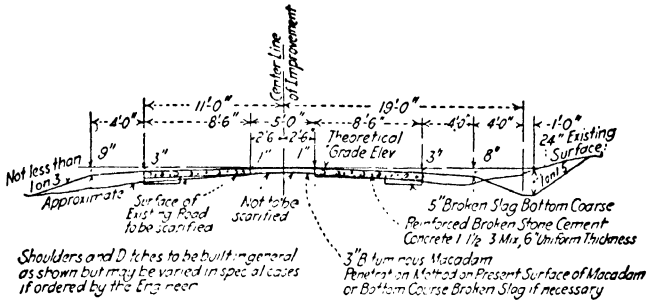 Center Line
of Improvement
11'-0"
19'-0"
4'-0"
8'-6"
5'-0"
8'-6"
4'-0"
4'-0"
1'-0"
2'-6"
2'-6"
Theoretical
Grade Elev
24" Existing
Surface
9"
3"
1"
1"
3"
8"
Not less than
1 on 3
1 on 1.5
Approximate
Surface of
Existing Road
to be scarified
Not to be
scarified
5" Broken Slag Bottom Coarse
Reinforced Broken Stone Cement
Concrete 1 1½ 3 Mix, 6" Uniform Thickness
3" Bituminous Macadam
Penetration Method on Present Surface of Macadam
or Bottom Course Broken Slag if necessary
Shoulders and Ditches to be built in general
as shown but may be varied in special cases
if ordered by the Engineer